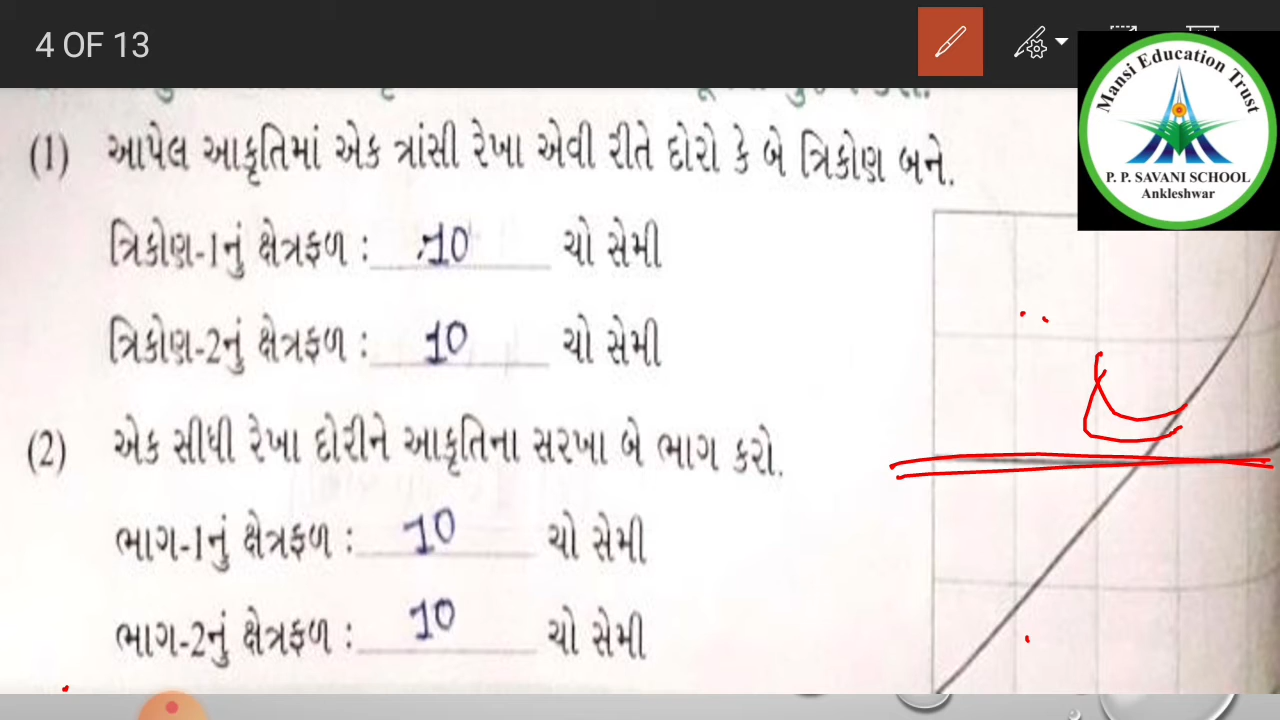 4 OF 13
Mansi Education Trust
P. P. SAVANI SCHOOL
Ankleshwar
(1) આપેલ આકૃતિમાં એક ત્રાંસી રેખા એવી રીતે દોરો કે બે ત્રિકોણ બને.
ત્રિકોણ-1નું ક્ષેત્રફળ : 10 ચો સેમી
ત્રિકોણ-2નું ક્ષેત્રફળ : 10 ચો સેમી
(2) એક સીધી રેખા દોરીને આકૃતિના સરખા બે ભાગ કરો.
ભાગ-1નું ક્ષેત્રફળ : 10 ચો સેમી
ભાગ-2નું ક્ષેત્રફળ : 10 ચો સેમી